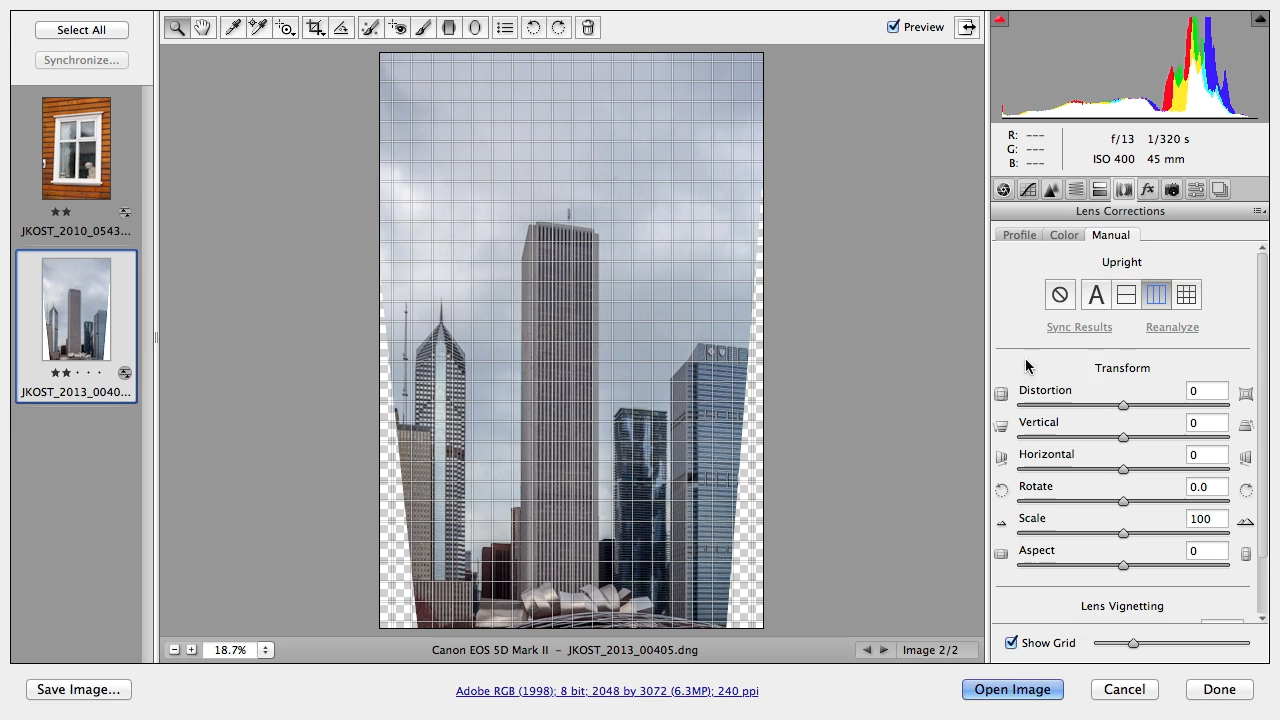 Select All
Synchronize...
JKOST_2010_0543...
JKOST_2013_0040...
Preview
R: ---
G: ---
B: ---
f/13 1/320 s
ISO 400 45 mm
fx
Lens Corrections
Profile Color Manual
Upright
A
Sync Results Reanalyze
Transform
Distortion 0
Vertical 0
Horizontal 0
Rotate 0.0
Scale 100
Aspect 0
Lens Vignetting
Show Grid
18.7%
Canon EOS 5D Mark II – JKOST_2013_00405.dng
Image 2/2
Save Image...
Adobe RGB (1998); 8 bit; 2048 by 3072 (6.3MP); 240 ppi
Open Image
Cancel
Done